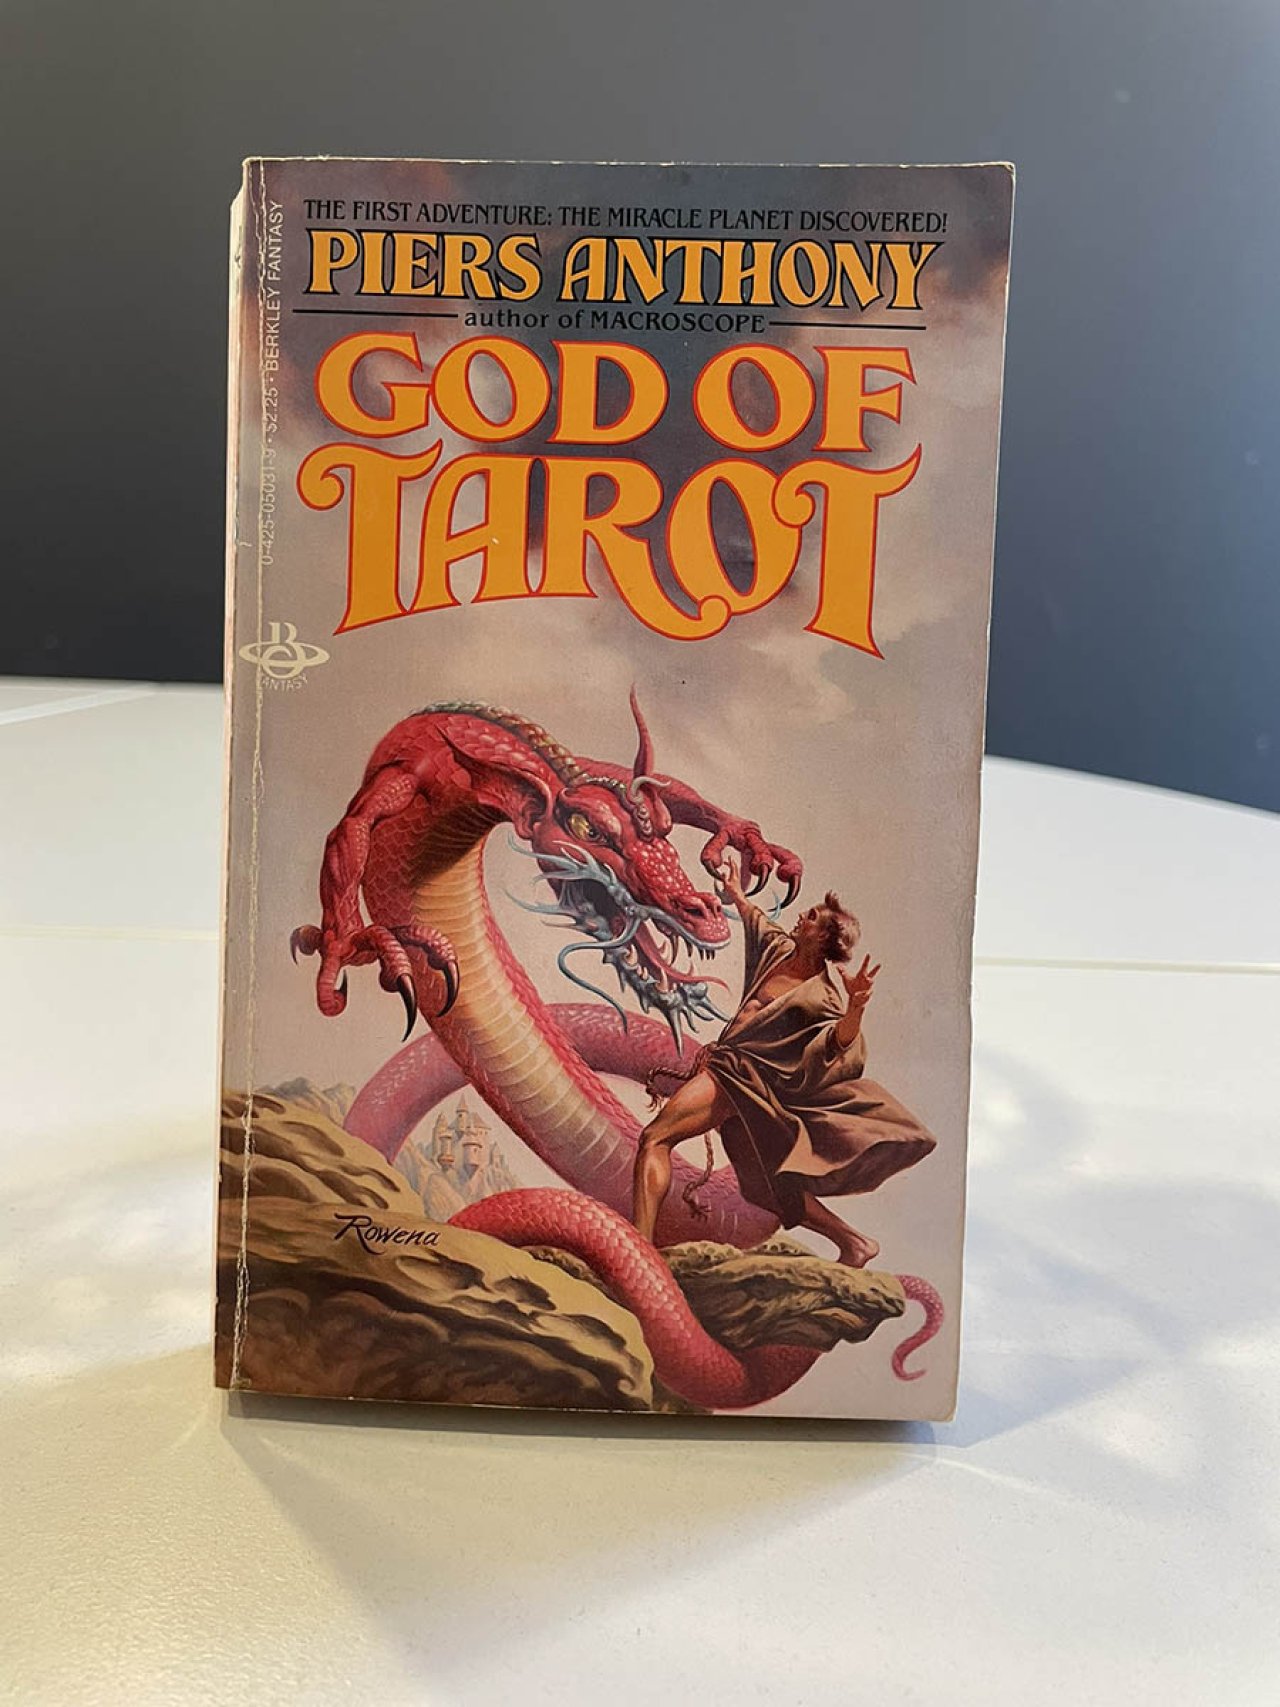 THE FIRST ADVENTURE: THE MIRACLE PLANET DISCOVERED!
PIERS ANTHONY
author of MACROSCOPE
GOD OF
TAROT
0-425-05031-9 • $2.25 • BERKLEY FANTASY
B
FANTASY
Rowena